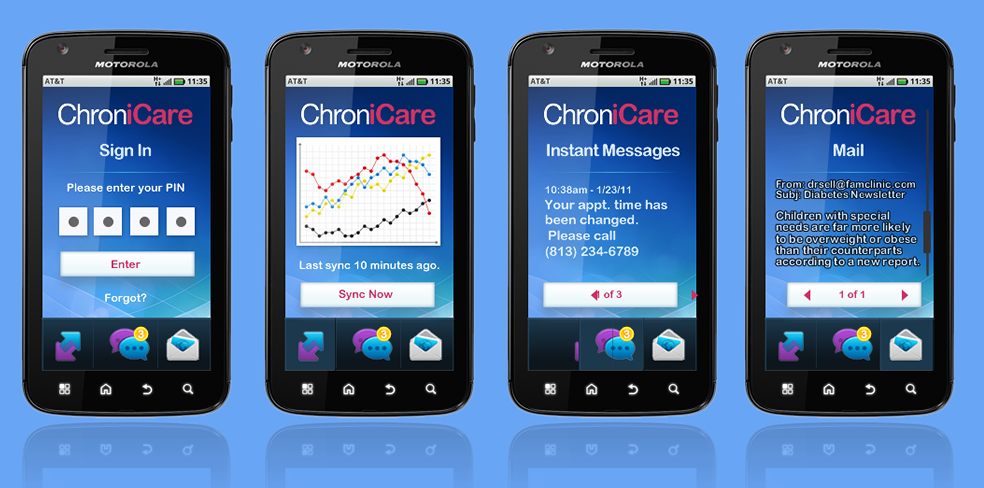 MOTOROLA
AT&T H+ 11:35
ChroniCare
Sign In
Please enter your PIN
Enter
Forgot?
3
MOTOROLA
AT&T H+ 11:35
ChroniCare
Last sync 10 minutes ago.
Sync Now
3
MOTOROLA
AT&T H+ 11:35
ChroniCare
Instant Messages
10:38am - 1/23/11
Your appt. time has
been changed.
Please call
(813) 234-6789
1 of 3
3
MOTOROLA
AT&T H+ 11:35
ChroniCare
Mail
From: drsell@famclinic.com
Subj: Diabetes Newsletter
Children with special
needs are far more likely
to be overweight or obese
than their counterparts
according to a new report.
1 of 1
3